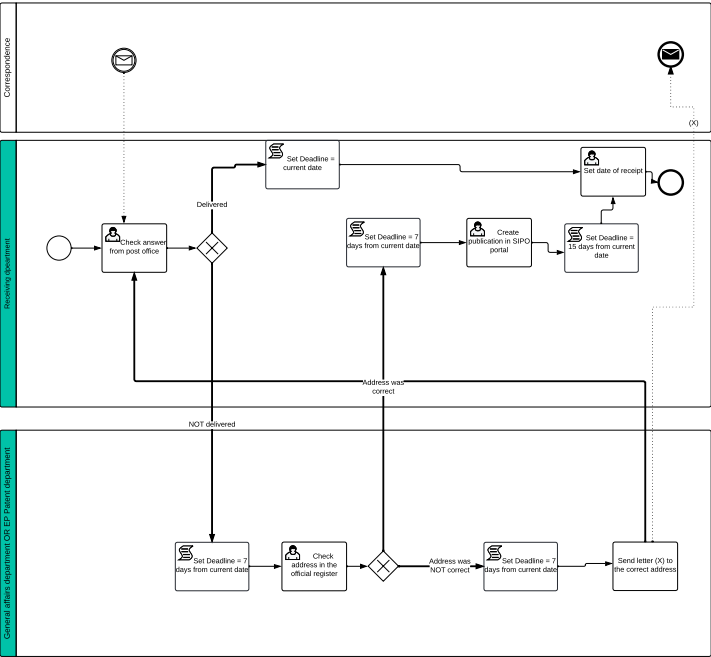 Correspondence
(X)
Receiving dpeartment
Set Deadline =
current date
Set date of receipt
Delivered
Check answer
from post office
Set Deadline = 7
days from current date
Create
publication in SIPO
portal
Set Deadline =
15 days from current
date
Address was
correct
NOT delivered
General affairs department OR EP Patent department
Set Deadline = 7
days from current date
Check
address in the
official register
Address was
NOT correct
Set Deadline = 7
days from current date
Send letter (X) to
the correct address